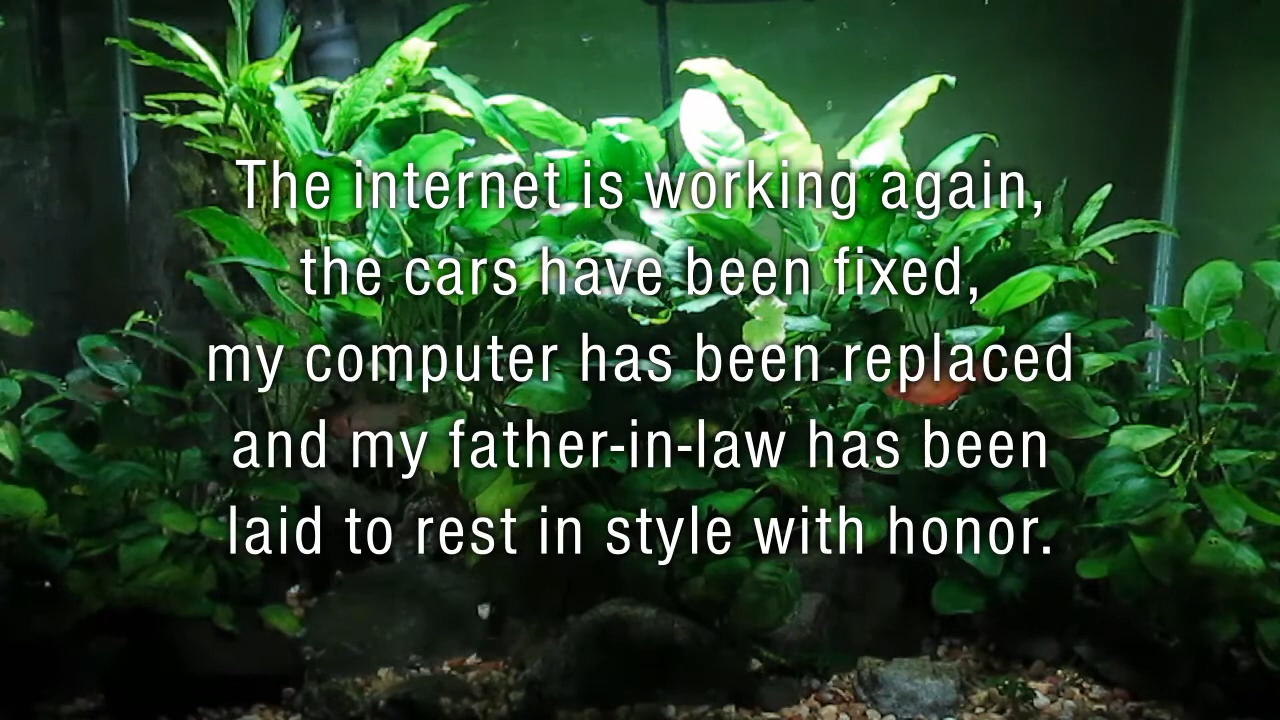 The internet is working again,
the cars have been fixed,
my computer has been replaced
and my father-in-law has been
laid to rest in style with honor.